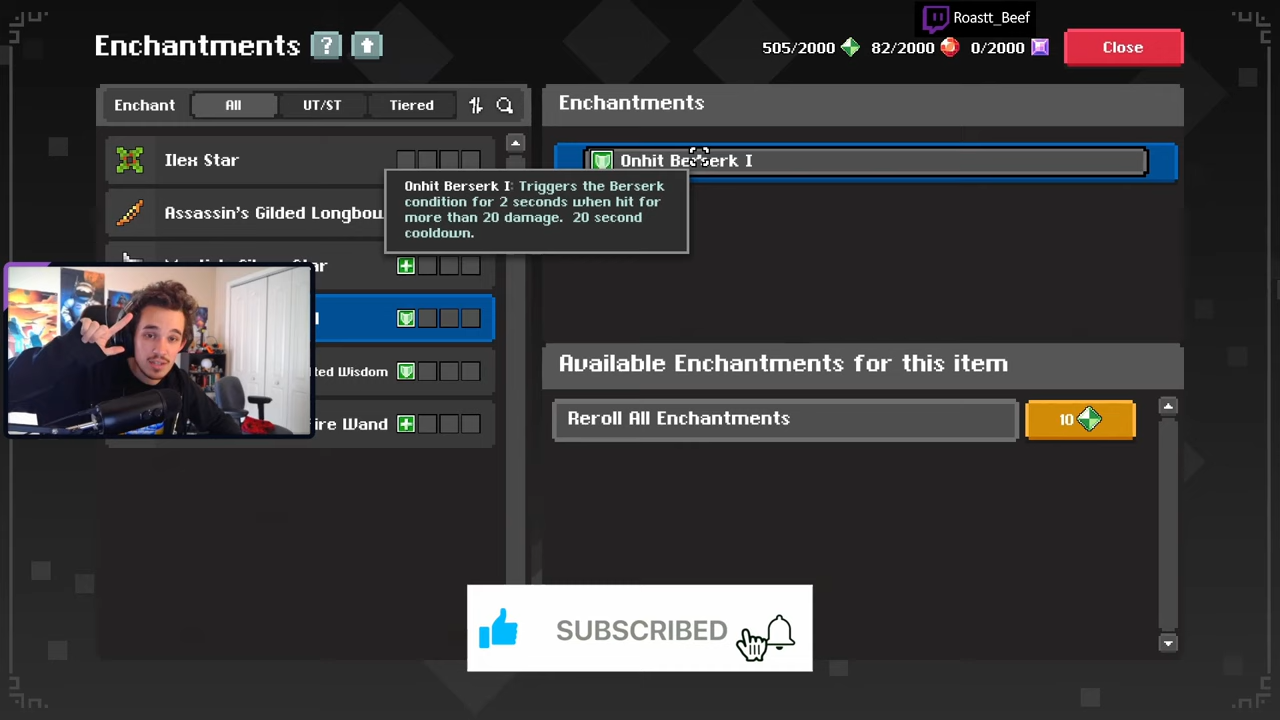 Roastt_Beef
Enchantments ?
505/2000 82/2000 0/2000
Close
Enchant All UT/ST Tiered
Ilex Star
Assassin's Gilded Longbow
Star
ted Wisdom
ire Wand
Enchantments
Onhit Berserk I
Onhit Berserk I: Triggers the Berserk
condition for 2 seconds when hit for
more than 20 damage. 20 second
cooldown.
Available Enchantments for this item
Reroll All Enchantments
10
SUBSCRIBED